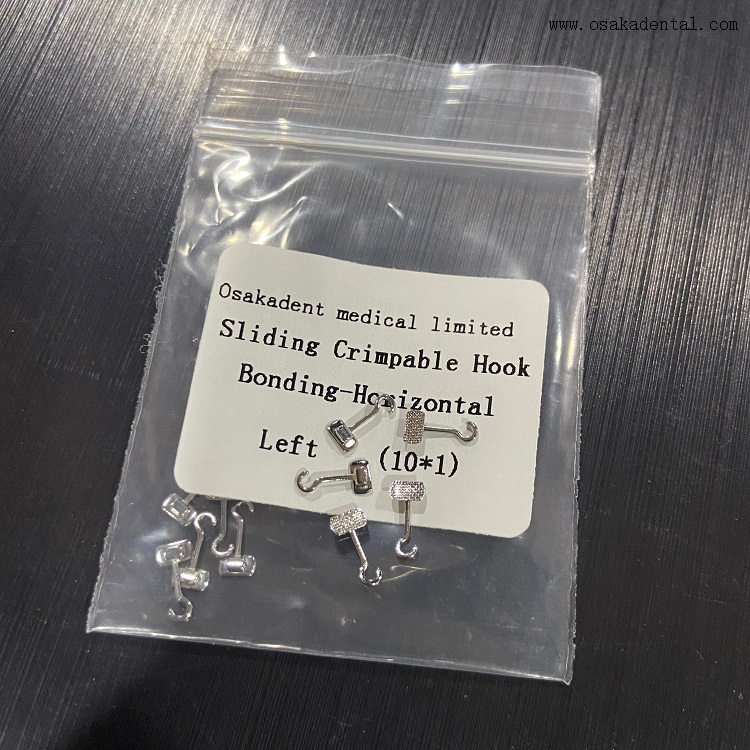 www.osakadental.com
Osakadent medical limited
Sliding Crimpable Hook
Bonding-Horizontal
Left (10*1)